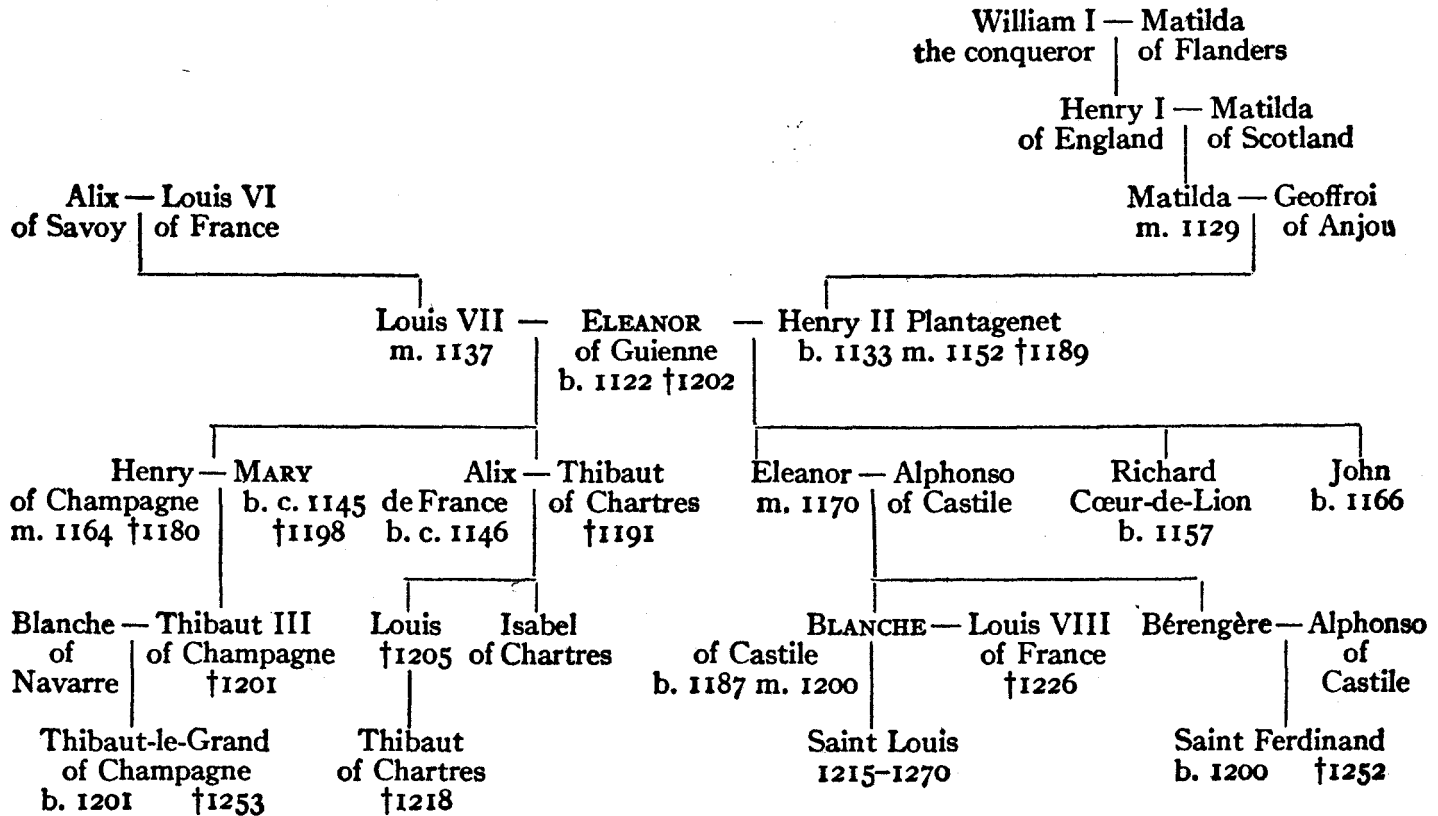 William I — Matilda
the conqueror of Flanders
Henry I — Matilda
of England of Scotland
Alix — Louis VI
of Savoy of France
Matilda — Geoffroi
m. 1129 of Anjou
Louis VII — ELEANOR — Henry II Plantagenet
m. 1137 of Guienne b. 1133 m. 1152 †1189
b. 1122 †1202
Henry — MARY Alix — Thibaut Eleanor — Alphonso Richard John
of Champagne b. c. 1145 de France of Chartres m. 1170 of Castile Cœur-de-Lion b. 1166
m. 1164 †1180 †1198 b. c. 1146 †1191 b. 1157
Blanche — Thibaut III Louis Isabel BLANCHE — Louis VIII Bérengère — Alphonso
of of Champagne †1205 of Chartres of Castile of France of
Navarre †1201 b. 1187 m. 1200 †1226 Castile
Thibaut-le-Grand Thibaut Saint Louis Saint Ferdinand
of Champagne of Chartres 1215–1270 b. 1200 †1252
b. 1201 †1253 †1218